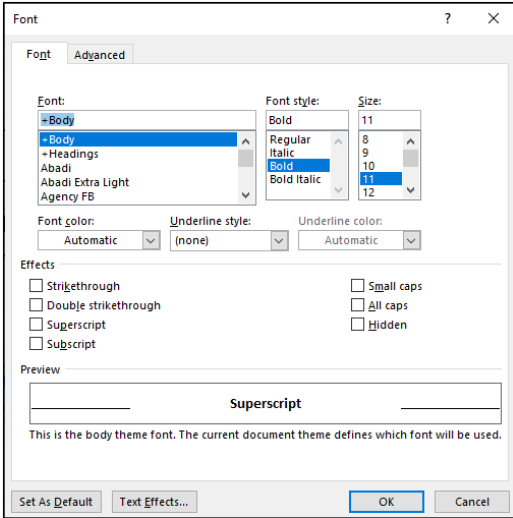 Font ? ×
Font Advanced
Font: Font style: Size:
+Body Bold 11
+Body Regular 8
+Headings Italic 9
Abadi Bold 10
Abadi Extra Light Bold Italic 11
Agency FB 12
Font color: Underline style: Underline color:
Automatic (none) Automatic
Effects
Strikethrough Small caps
Double strikethrough All caps
Superscript Hidden
Subscript
Preview
Superscript
This is the body theme font. The current document theme defines which font will be used.
Set As Default Text Effects... OK Cancel